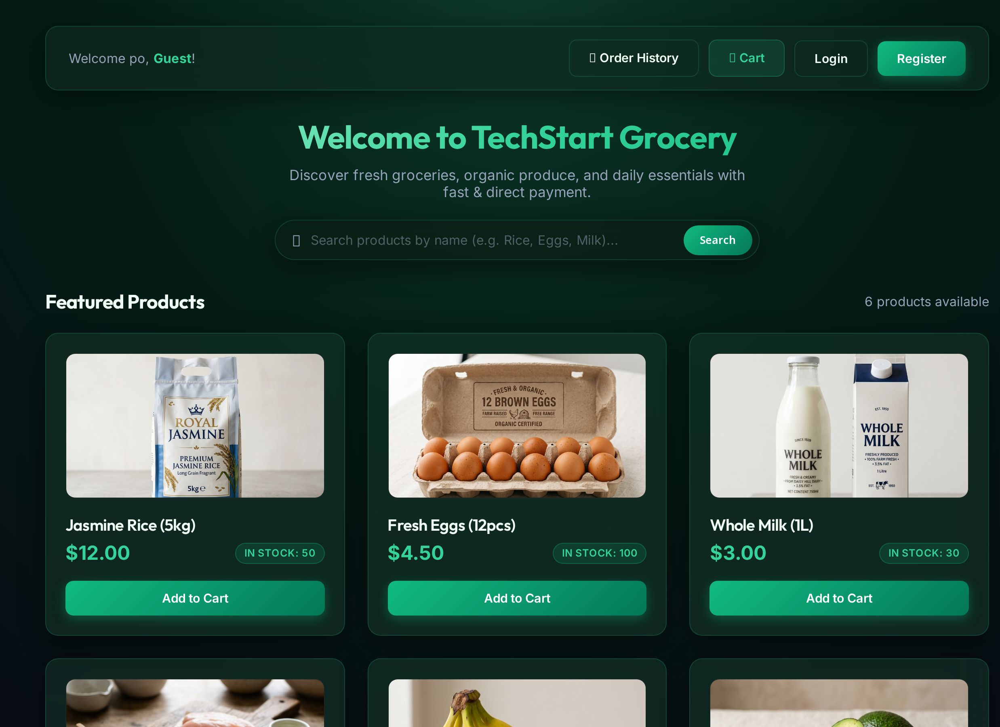 Welcome po, Guest!
Order History
Cart
Login
Register
Welcome to TechStart Grocery
Discover fresh groceries, organic produce, and daily essentials with
fast & direct payment.
Search products by name (e.g. Rice, Eggs, Milk)...
Search
Featured Products
6 products available
ROYAL
JASMINE
PREMIUM
JASMINE RICE
Long Grain Fragrant
5kg ℮
· FRESH & ORGANIC ·
12 BROWN EGGS
FARM RAISED
FREE RANGE
ORGANIC CERTIFIED
SINCE 1928
WHOLE
MILK
FRESH & CREAMY
• FROM DAISY HILL DAIRY •
• 3.5% FAT •
NET CONTENT 750ml
EST. 1950
WHOLE
MILK
FRESHLY PRODUCED
• 100% FARM FRESH •
• 3.5% FAT •
1 Litre
EST. 1950
Jasmine Rice (5kg)
$12.00
IN STOCK: 50
Add to Cart
Fresh Eggs (12pcs)
$4.50
IN STOCK: 100
Add to Cart
Whole Milk (1L)
$3.00
IN STOCK: 30
Add to Cart